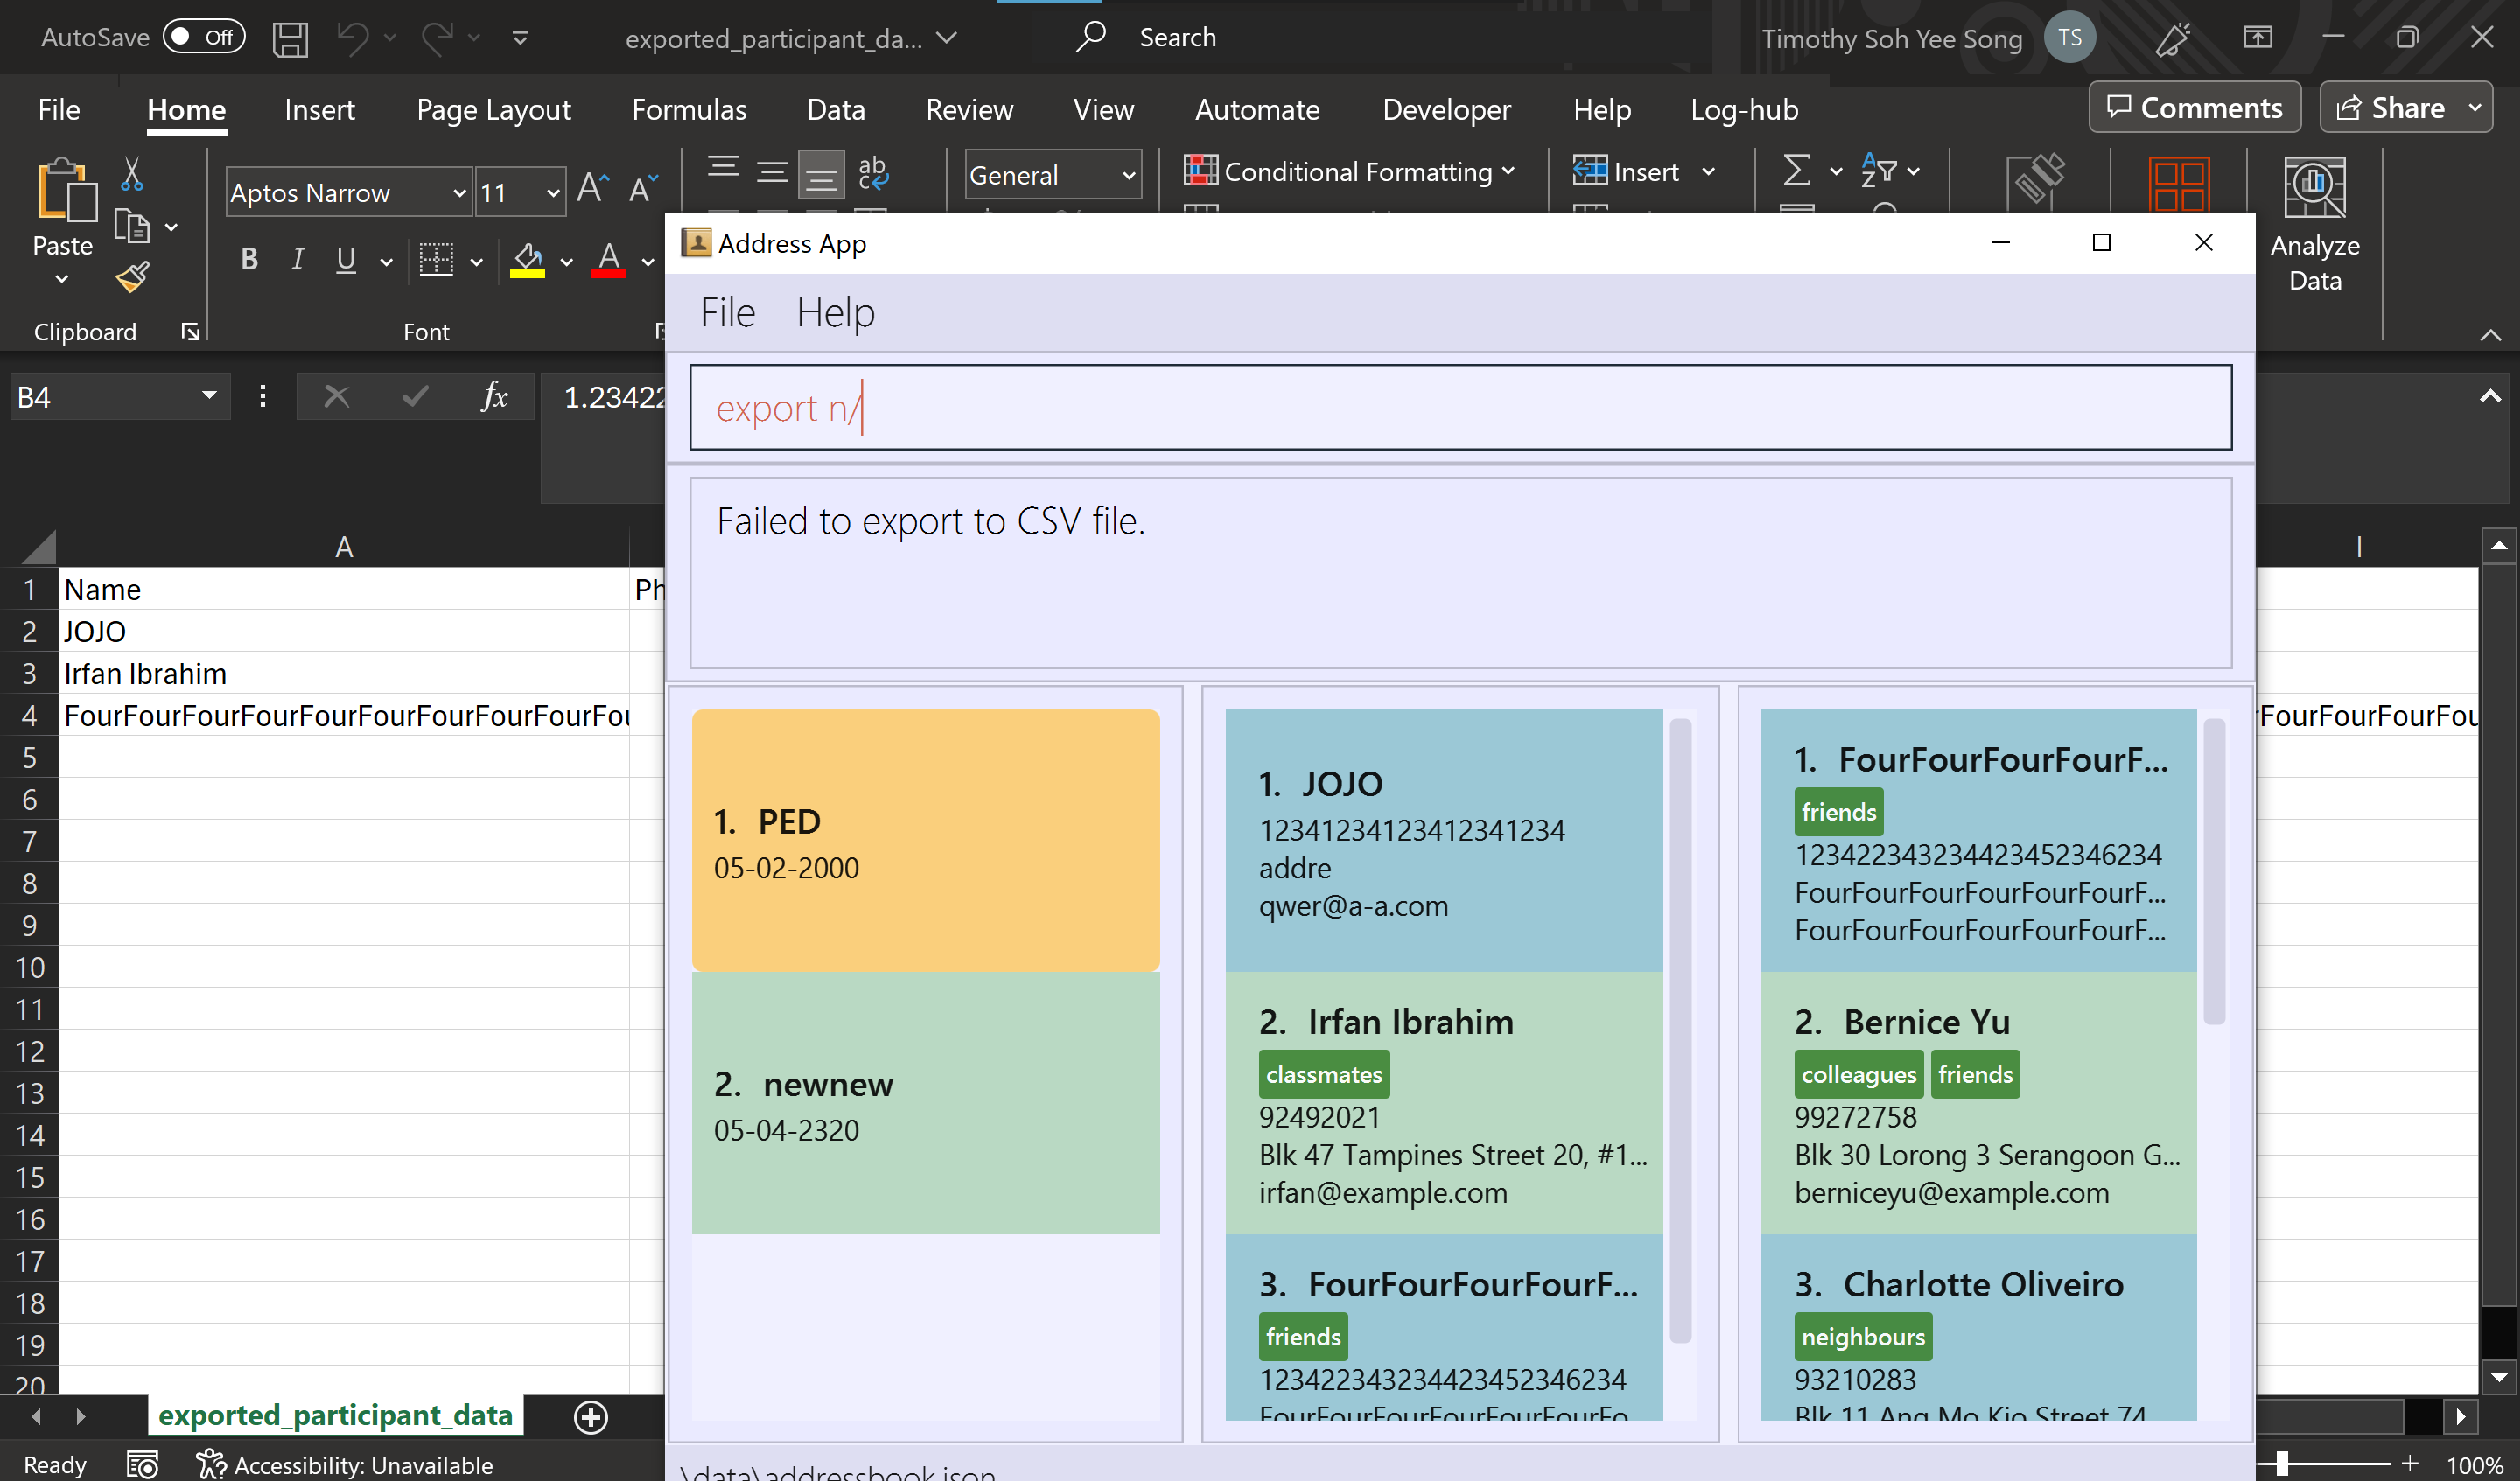 AutoSave Off exported_participant_da... Search Timothy Soh Yee Song TS
File Home Insert Page Layout Formulas Data Review View Automate Developer Help Log-hub Comments Share
Paste
Clipboard
Aptos Narrow 11
B I U A
Font
ab
c
General
Conditional Formatting
Insert
A
Z
Analyze
Data
B4 fx 1.23422
A I
1 Name Ph
2 JOJO
3 Irfan Ibrahim
4 FourFourFourFourFourFourFourFourFourFou
FourFourFourFou
5
6
7
8
9
10
11
12
13
14
15
16
17
18
19
20
exported_participant_data
Ready Accessibility: Unavailable 100%
Address App
File Help
export n/
Failed to export to CSV file.
1. PED
05-02-2000
2. newnew
05-04-2320
1. JOJO
12341234123412341234
addre
qwer@a-a.com
2. Irfan Ibrahim
classmates
92492021
Blk 47 Tampines Street 20, #1...
irfan@example.com
3. FourFourFourFourF...
friends
123422343234423452346234
FourFourFourFourFourFourFo
1. FourFourFourFourF...
friends
123422343234423452346234
FourFourFourFourFourFourF...
FourFourFourFourFourFourF...
2. Bernice Yu
colleagues friends
99272758
Blk 30 Lorong 3 Serangoon G...
berniceyu@example.com
3. Charlotte Oliveiro
neighbours
93210283
Blk 11 Ang Mo Kio Street 74
\data\addressbook.json